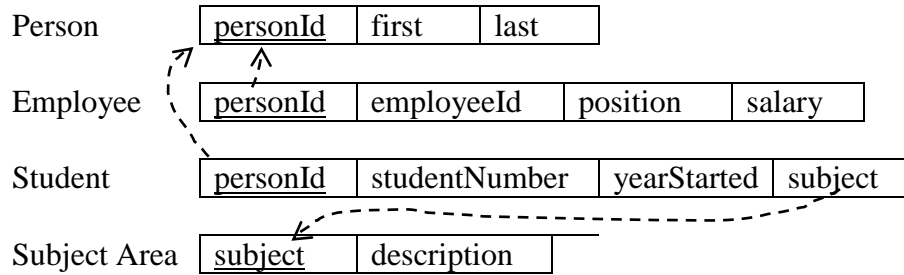 Person personId first last
Employee personId employeeId position salary
Student personId studentNumber yearStarted subject
Subject Area subject description